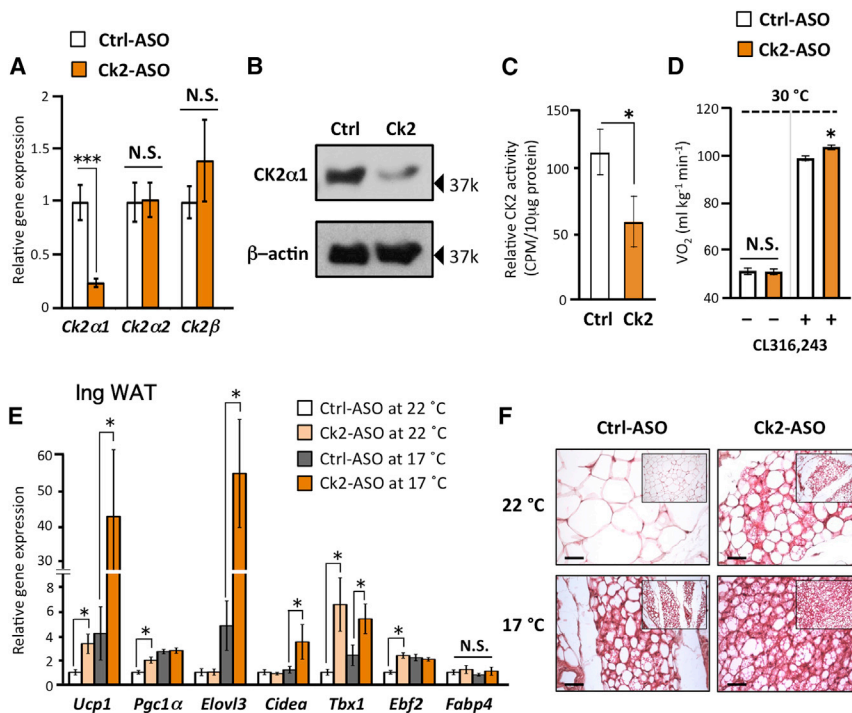 Ctrl-ASO
Ck2-ASO
A
Relative gene expression
2
1.5
1
0.5
0
***
N.S.
N.S.
Ck2α1 Ck2α2 Ck2β
B
Ctrl Ck2
CK2α1
37k
β–actin
37k
C
Relative CK2 activity
(CPM/10μg protein)
150
100
50
0
*
Ctrl Ck2
Ctrl-ASO
Ck2-ASO
D
30 °C
VO₂ (ml kg⁻¹ min⁻¹)
120
100
80
60
40
N.S.
*
– – + +
CL316,243
E
Ing WAT
Ctrl-ASO at 22 ˚C
Ck2-ASO at 22 ˚C
Ctrl-ASO at 17 ˚C
Ck2-ASO at 17 ˚C
Relative gene expression
60
50
40
30
8
6
4
2
0
*
*
*
*
*
*
*
*
N.S.
Ucp1 Pgc1α Elovl3 Cidea Tbx1 Ebf2 Fabp4
F
Ctrl-ASO Ck2-ASO
22 °C
17 °C